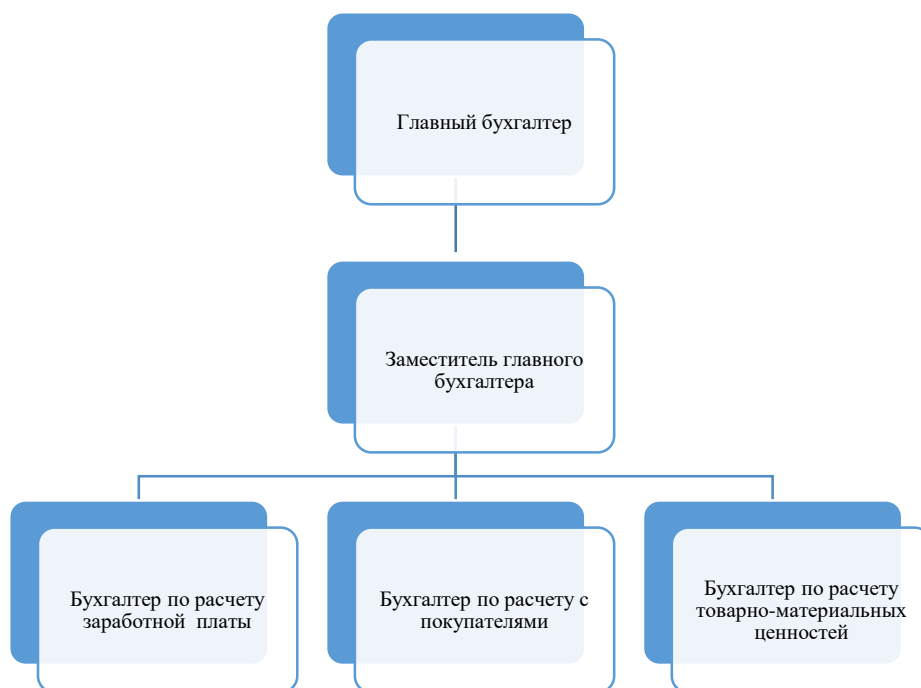 Главный бухгалтер
Заместитель главного
бухгалтера
Бухгалтер по расчету
заработной  платы
Бухгалтер по расчету с
покупателями
Бухгалтер по расчету
товарно-материальных
ценностей